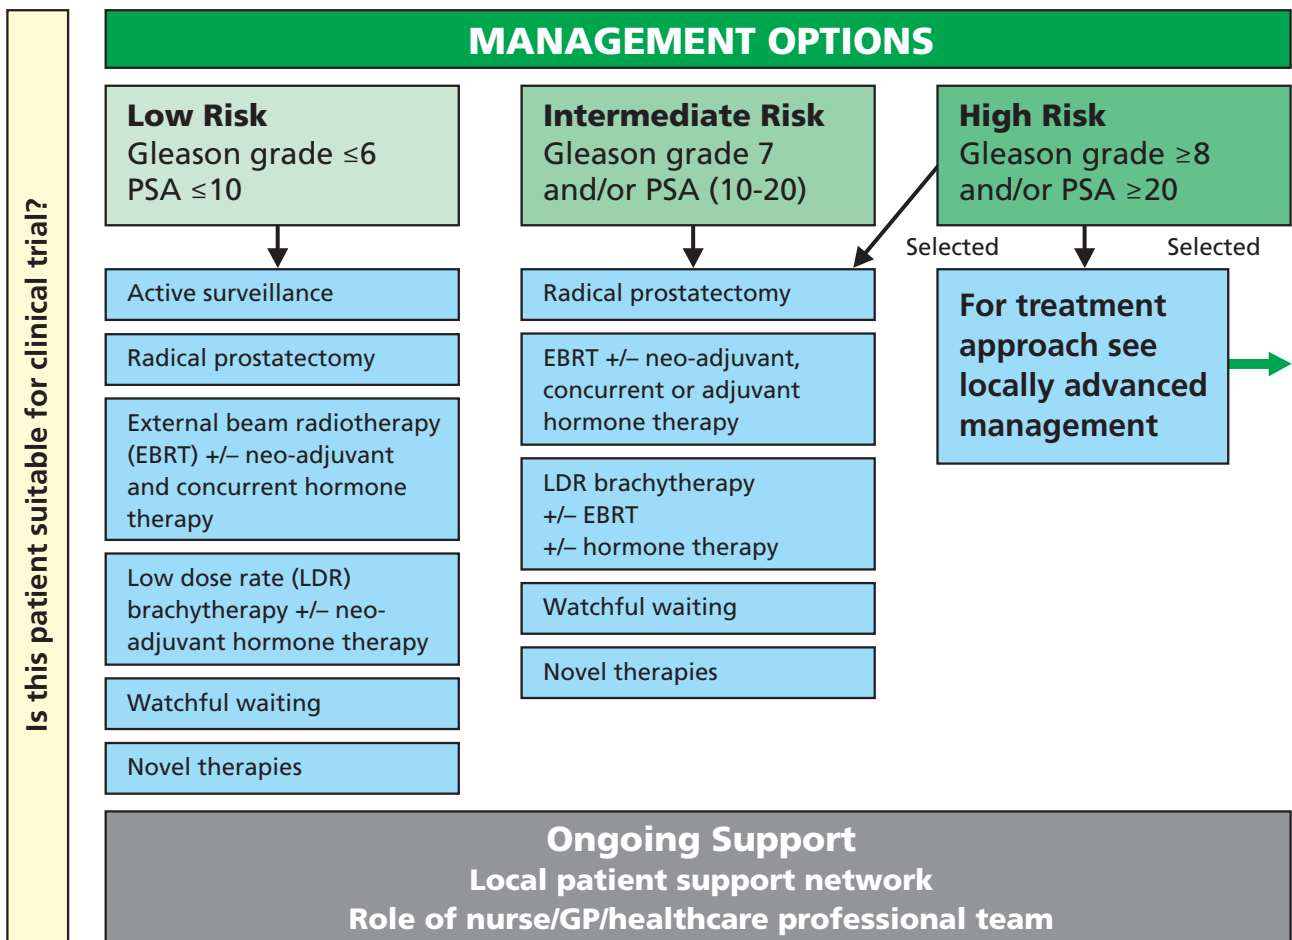 Is this patient suitable for clinical trial?
MANAGEMENT OPTIONS
Low Risk
Gleason grade ≤6
PSA ≤10
Active surveillance
Radical prostatectomy
External beam radiotherapy
(EBRT) +/– neo-adjuvant
and concurrent hormone
therapy
Low dose rate (LDR)
brachytherapy +/– neo-
adjuvant hormone therapy
Watchful waiting
Novel therapies
Intermediate Risk
Gleason grade 7
and/or PSA (10-20)
Radical prostatectomy
EBRT +/– neo-adjuvant,
concurrent or adjuvant
hormone therapy
LDR brachytherapy
+/– EBRT
+/– hormone therapy
Watchful waiting
Novel therapies
High Risk
Gleason grade ≥8
and/or PSA ≥20
Selected
Selected
For treatment
approach see
locally advanced
management
Ongoing Support
Local patient support network
Role of nurse/GP/healthcare professional team